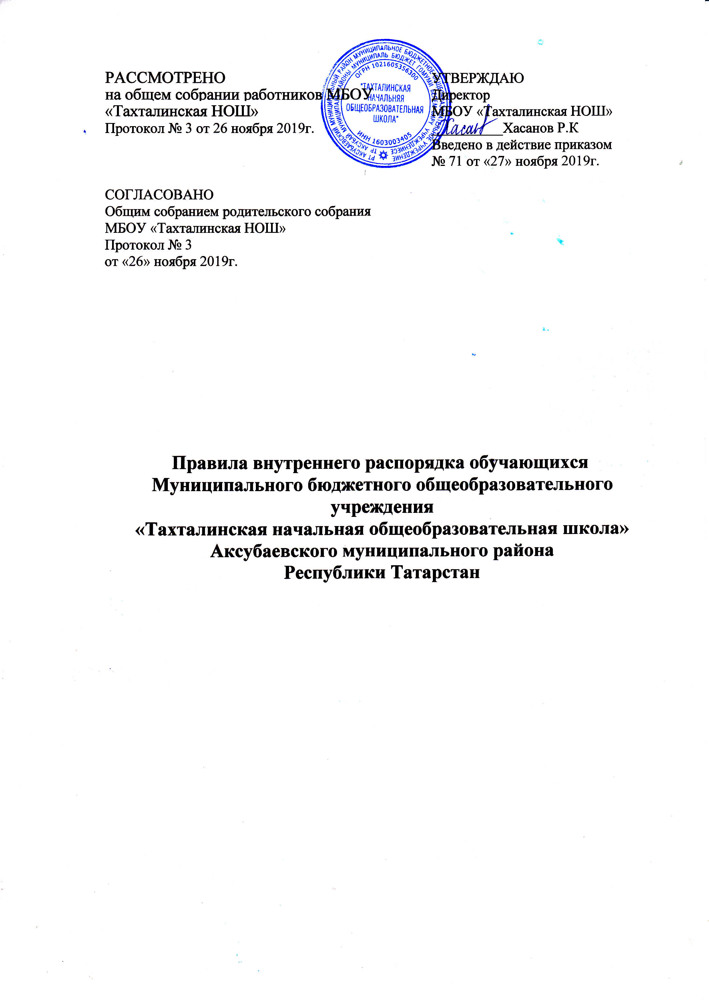 РАССМОТРЕНО
на общем собрании работников МБОУ
«Тахталинская НОШ»
Протокол № 3 от 26 ноября 2019г.
УТВЕРЖДАЮ
Директор
МБОУ «Тахталинская НОШ»
Хасанов Р.К
Введено в действие приказом
№ 71 от «27» ноября 2019г.
РТ АКСУБАЕВСКИЙ МУНИЦИПАЛЬНЫЙ РАЙОН МУНИЦИПАЛЬНОЕ БЮДЖЕТНОЕ ОБЩЕОБРАЗОВАТЕЛЬНОЕ УЧРЕЖДЕНИЕ
ТР АКСУБАЙ МУНИЦИПАЛЬ РАЙОНЫ МУНИЦИПАЛЬ БЮДЖЕТ ГОМУМИ БЕЛЕМ БИРУ УЧРЕЖДЕНИЕСЕ
ОГРН 1021605356300
"ТАХТАЛИНСКАЯ
НАЧАЛЬНЯЯ
ОБЩЕОБРАЗОВАТЕЛЬНАЯ
ШКОЛА"
ИНН 1603003405
СОГЛАСОВАНО
Общим собранием родительского собрания
МБОУ «Тахталинская НОШ»
Протокол № 3
от «26» ноября 2019г.
Правила внутреннего распорядка обучающихся
Муниципального бюджетного общеобразовательного
учреждения
«Тахталинская начальная общеобразовательная школа»
Аксубаевского муниципального района
Республики Татарстан